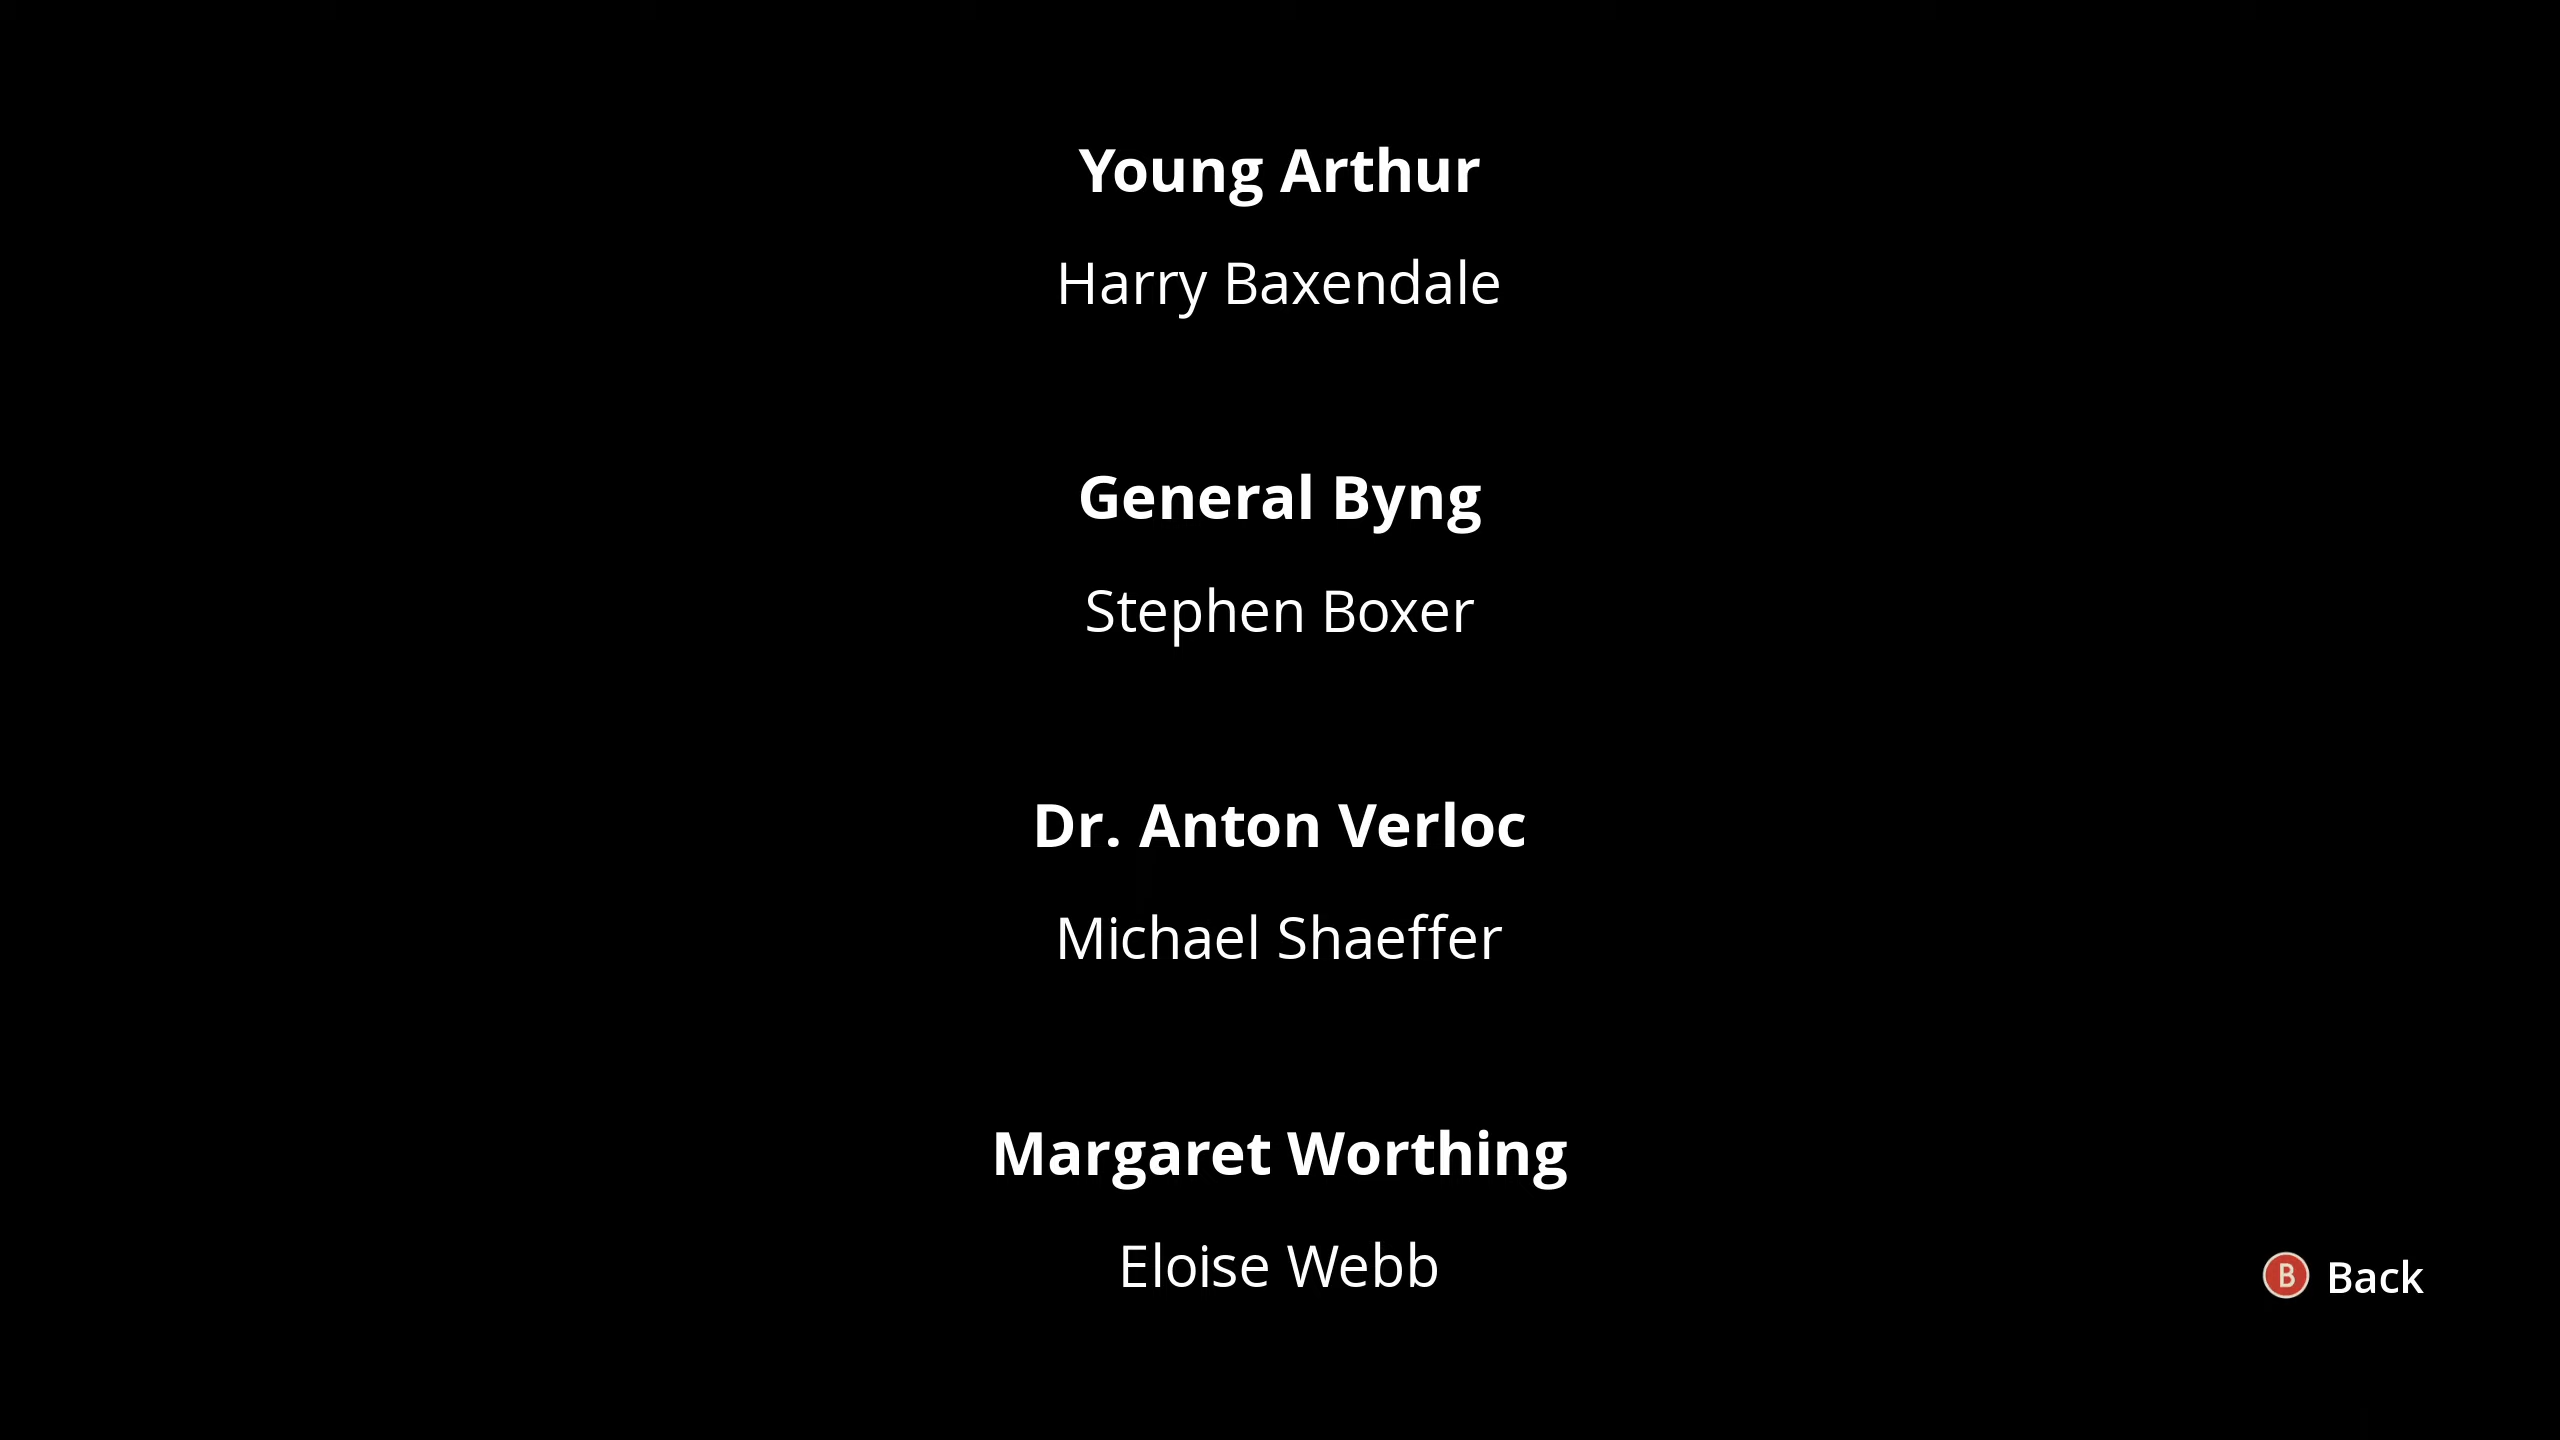 Young Arthur
Harry Baxendale
General Byng
Stephen Boxer
Dr. Anton Verloc
Michael Shaeffer
Margaret Worthing
Eloise Webb
B Back